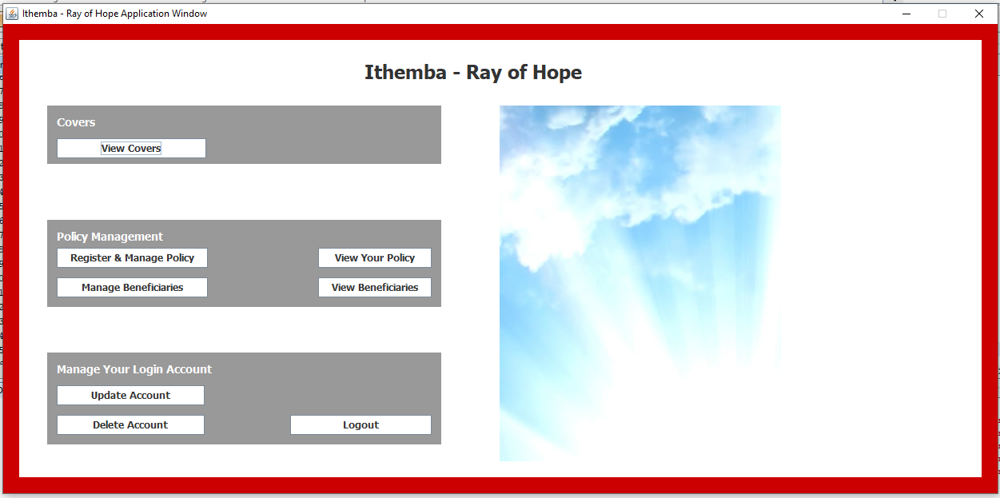 Ithemba - Ray of Hope Application Window
Ithemba - Ray of Hope
Covers
View Covers
Policy Management
Register & Manage Policy
View Your Policy
Manage Beneficiaries
View Beneficiaries
Manage Your Login Account
Update Account
Delete Account
Logout